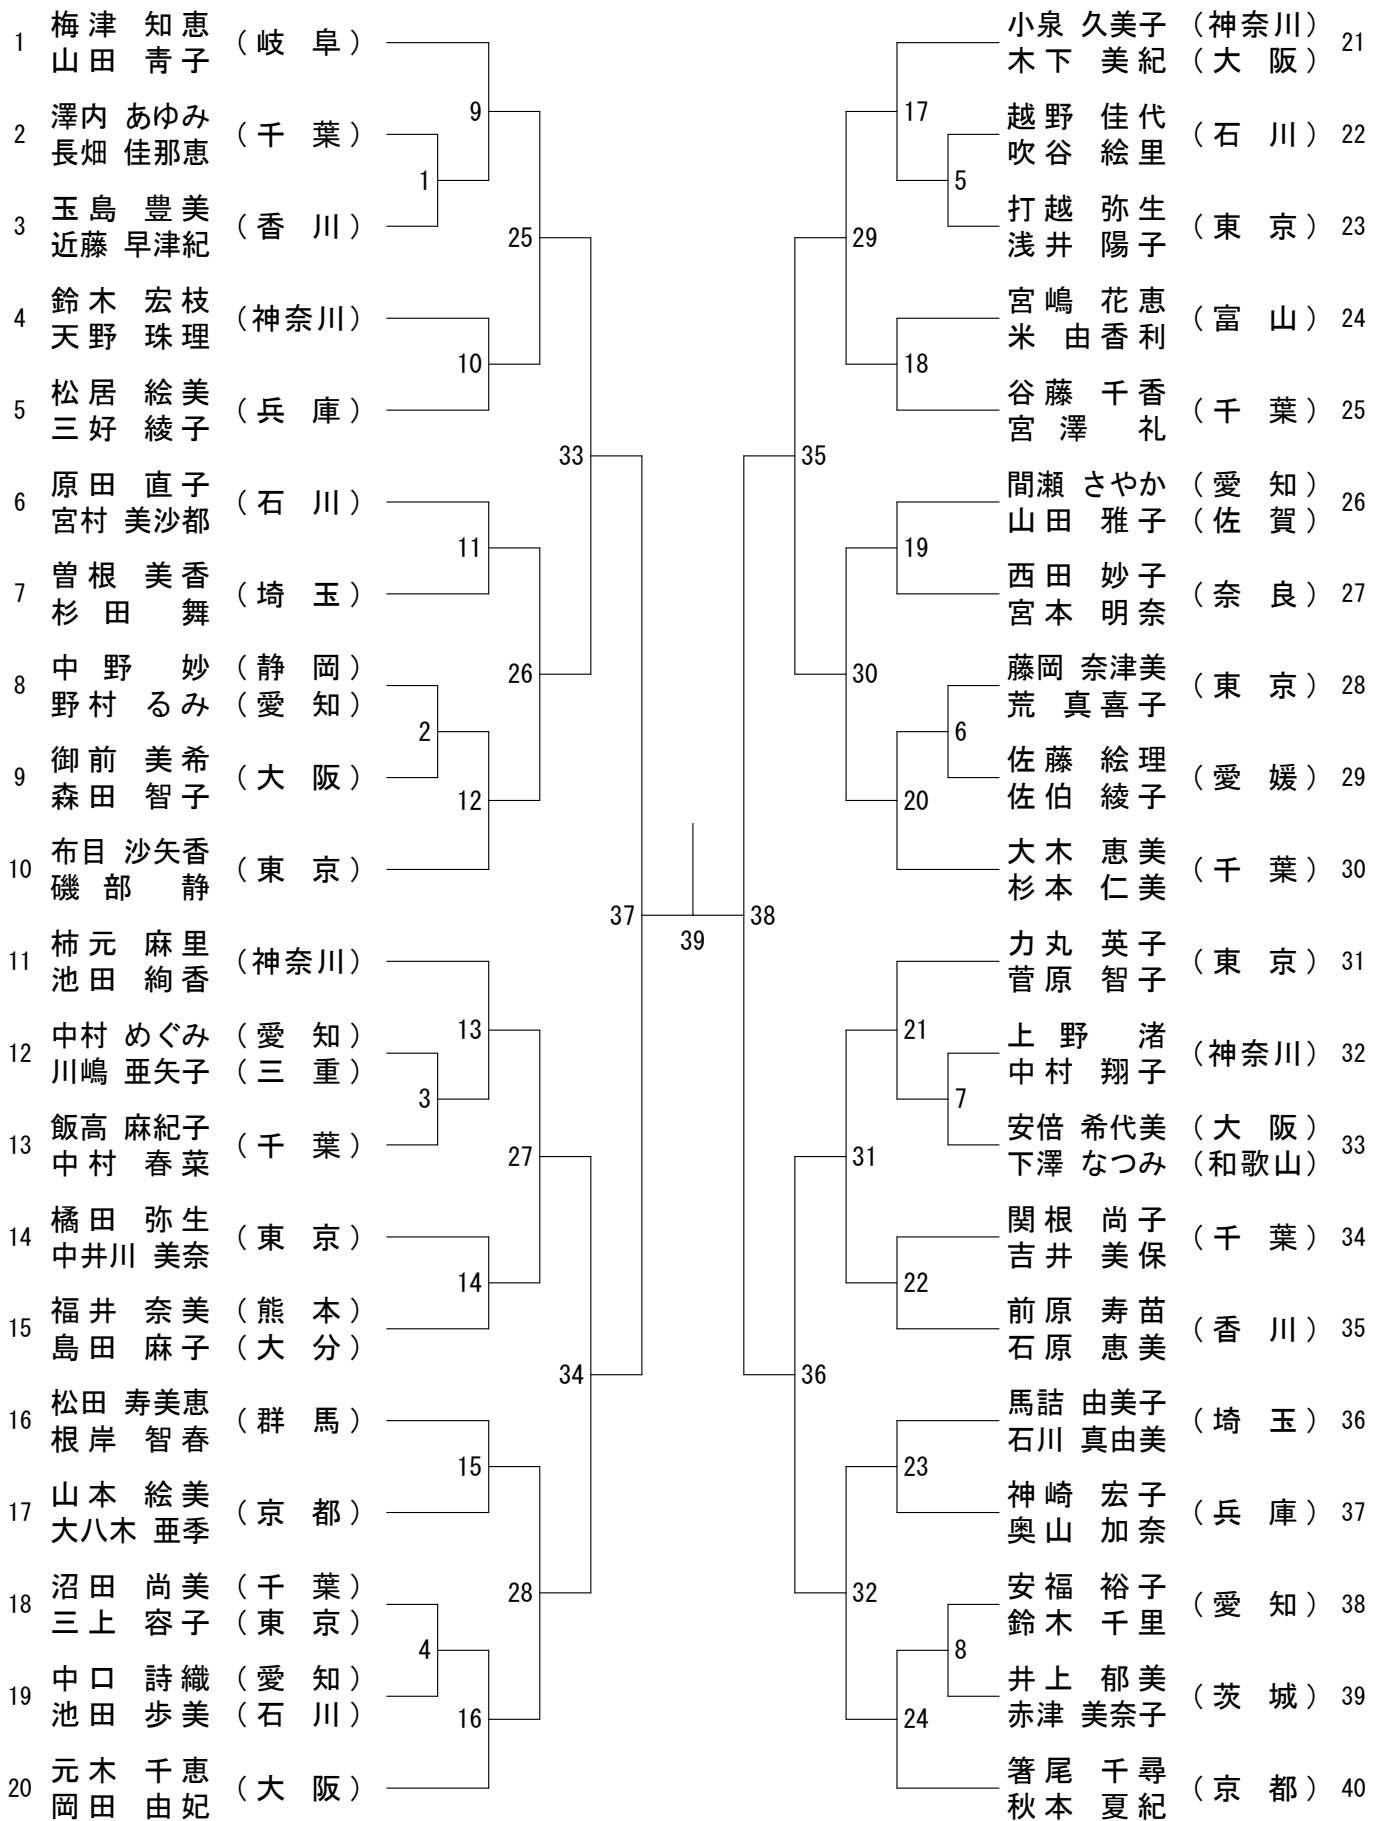 1 梅津 知恵 (岐阜)
山田 靑子
2 澤内 あゆみ (千葉)
長畑 佳那恵
3 玉島 豊美 (香川)
近藤 早津紀
4 鈴木 宏枝 (神奈川)
天野 珠理
5 松居 絵美 (兵庫)
三好 綾子
6 原田 直子 (石川)
宮村 美沙都
7 曽根 美香 (埼玉)
杉田 舞
8 中野 妙 (静岡)
野村 るみ (愛知)
9 御前 美希 (大阪)
森田 智子
10 布目 沙矢香 (東京)
磯部 静
11 柿元 麻里 (神奈川)
池田 絢香
12 中村 めぐみ (愛知)
川嶋 亜矢子 (三重)
13 飯高 麻紀子 (千葉)
中村 春菜
14 橘田 弥生 (東京)
中井川 美奈
15 福井 奈美 (熊本)
島田 麻子 (大分)
16 松田 寿美恵 (群馬)
根岸 智春
17 山本 絵美 (京都)
大八木 亜季
18 沼田 尚美 (千葉)
三上 容子 (東京)
19 中口 詩織 (愛知)
池田 歩美 (石川)
20 元木 千恵 (大阪)
岡田 由妃
1
2
3
4
9
10
11
12
13
14
15
16
25
26
27
28
33
34
37
39
38
35
36
29
30
31
32
17
18
19
20
21
22
23
24
5
6
7
8
小泉 久美子 (神奈川) 21
木下 美紀 (大阪)
越野 佳代 (石川) 22
吹谷 絵里
打越 弥生 (東京) 23
浅井 陽子
宮嶋 花恵 (富山) 24
米 由香利
谷藤 千香 (千葉) 25
宮澤 礼
間瀬 さやか (愛知) 26
山田 雅子 (佐賀)
西田 妙子 (奈良) 27
宮本 明奈
藤岡 奈津美 (東京) 28
荒 真喜子
佐藤 絵理 (愛媛) 29
佐伯 綾子
大木 恵美 (千葉) 30
杉本 仁美
力丸 英子 (東京) 31
菅原 智子
上野 渚 (神奈川) 32
中村 翔子
安倍 希代美 (大阪) 33
下澤 なつみ (和歌山)
関根 尚子 (千葉) 34
吉井 美保
前原 寿苗 (香川) 35
石原 恵美
馬詰 由美子 (埼玉) 36
石川 真由美
神崎 宏子 (兵庫) 37
奥山 加奈
安福 裕子 (愛知) 38
鈴木 千里
井上 郁美 (茨城) 39
赤津 美奈子
箸尾 千尋 (京都) 40
秋本 夏紀